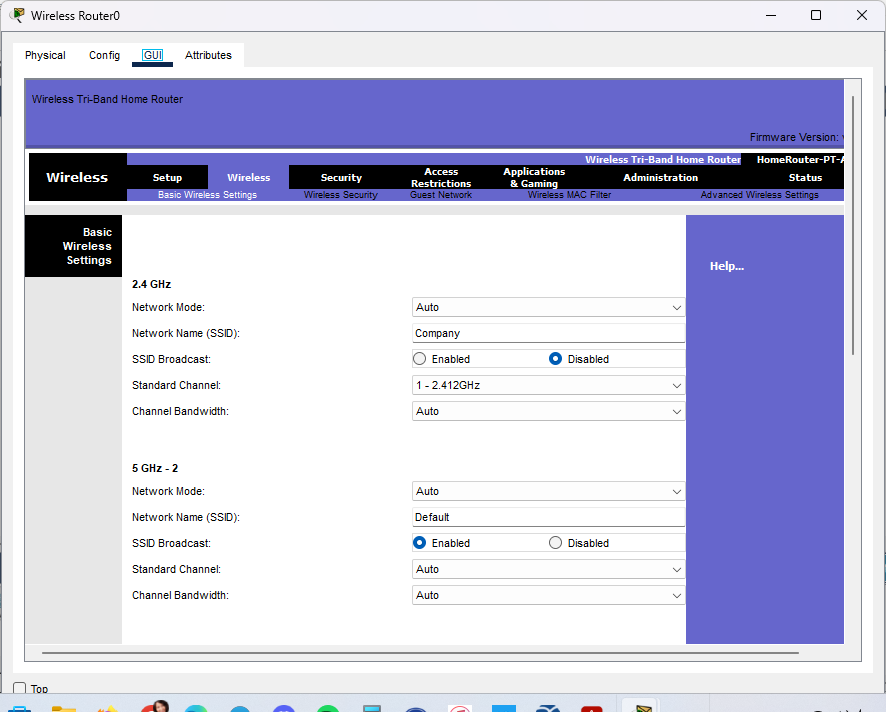 Wireless Router0
Physical Config GUI Attributes
Wireless Tri-Band Home Router
Firmware Version:
Wireless Tri-Band Home Router HomeRouter-PT-A
Wireless
Setup Wireless Security Access Restrictions Applications & Gaming Administration Status
Basic Wireless Settings Wireless Security Guest Network Wireless MAC Filter Advanced Wireless Settings
Basic
Wireless
Settings
Help...
2.4 GHz
Network Mode: Auto
Network Name (SSID): Company
SSID Broadcast: Enabled Disabled
Standard Channel: 1 - 2.412GHz
Channel Bandwidth: Auto
5 GHz - 2
Network Mode: Auto
Network Name (SSID): Default
SSID Broadcast: Enabled Disabled
Standard Channel: Auto
Channel Bandwidth: Auto
Top